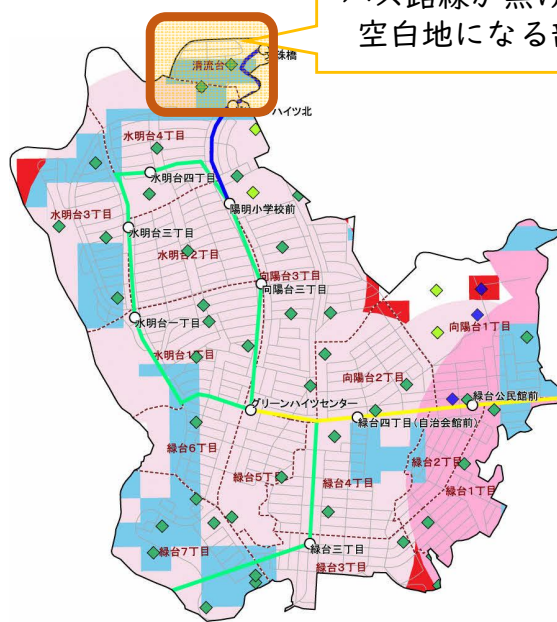 空白地になる
清流台
ハイツ北
水明台4丁目
水明台四丁目
水明台3丁目
陽明小学校前
水明台三丁目
水明台2丁目
向陽台3丁目
向陽台三丁目
水明台一丁目
向陽台1丁目
水明台1丁目
向陽台2丁目
グリーンハイツセンター
緑台公民館前
緑台四丁目(自治会館前)
緑台6丁目
緑台5丁目
緑台4丁目
緑台2丁目
緑台1丁目
緑台7丁目
緑台三丁目
緑台3丁目